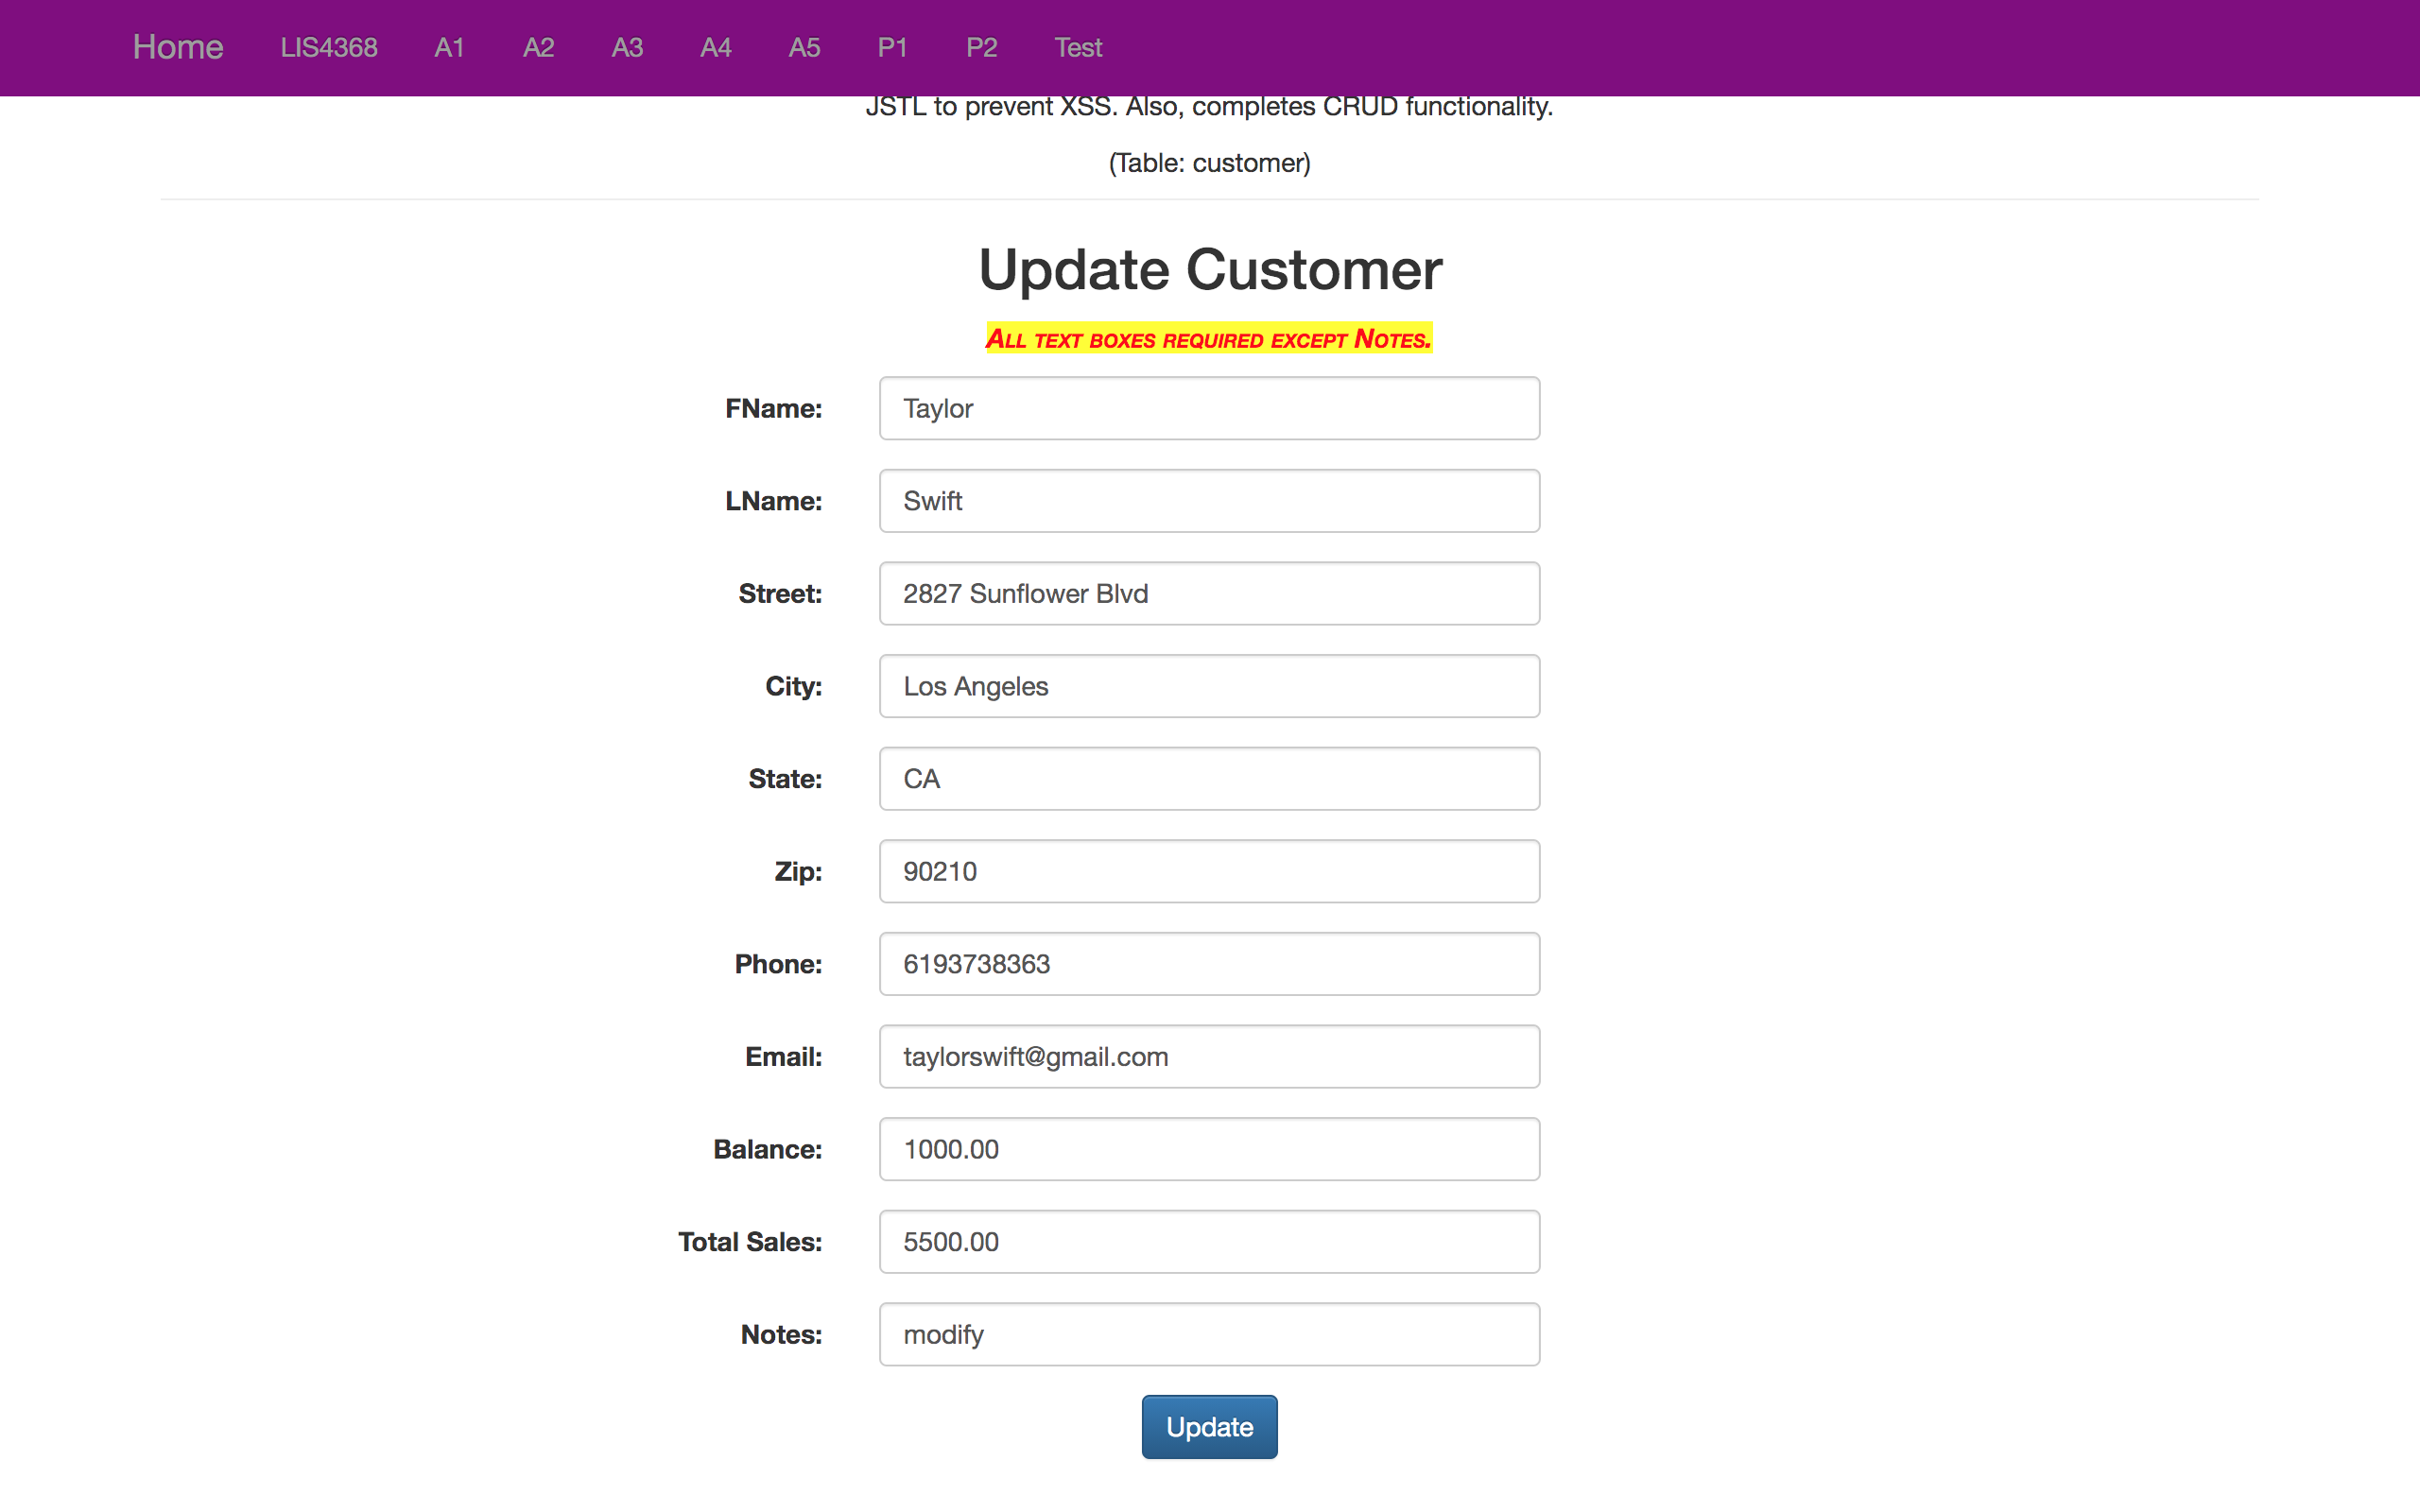 Home LIS4368 A1 A2 A3 A4 A5 P1 P2 Test
JSTL to prevent XSS. Also, completes CRUD functionality.
(Table: customer)
Update Customer
All text boxes required except Notes.
FName: Taylor
LName: Swift
Street: 2827 Sunflower Blvd
City: Los Angeles
State: CA
Zip: 90210
Phone: 6193738363
Email: taylorswift@gmail.com
Balance: 1000.00
Total Sales: 5500.00
Notes: modify
Update